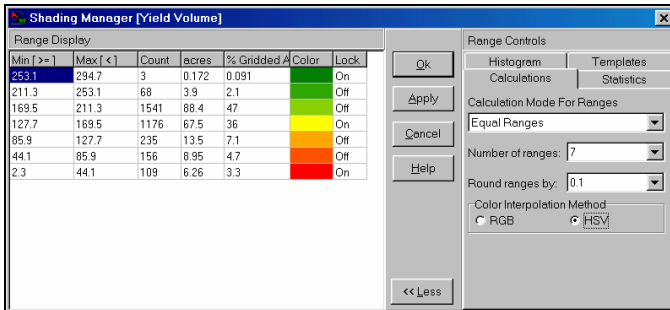 Shading Manager [Yield Volume]
Range Display
Min [ >= ] Max [ < ] Count acres % Gridded A Color Lock
253.1 294.7 3 0.172 0.091 On
211.3 253.1 68 3.9 2.1 Off
169.5 211.3 1541 88.4 47 Off
127.7 169.5 1176 67.5 36 On
85.9 127.7 235 13.5 7.1 Off
44.1 85.9 156 8.95 4.7 Off
2.3 44.1 109 6.26 3.3 On
Ok
Apply
Cancel
Help
<< Less
Range Controls
Histogram Templates
Calculations Statistics
Calculation Mode For Ranges
Equal Ranges
Number of ranges: 7
Round ranges by: 0.1
Color Interpolation Method
RGB HSV